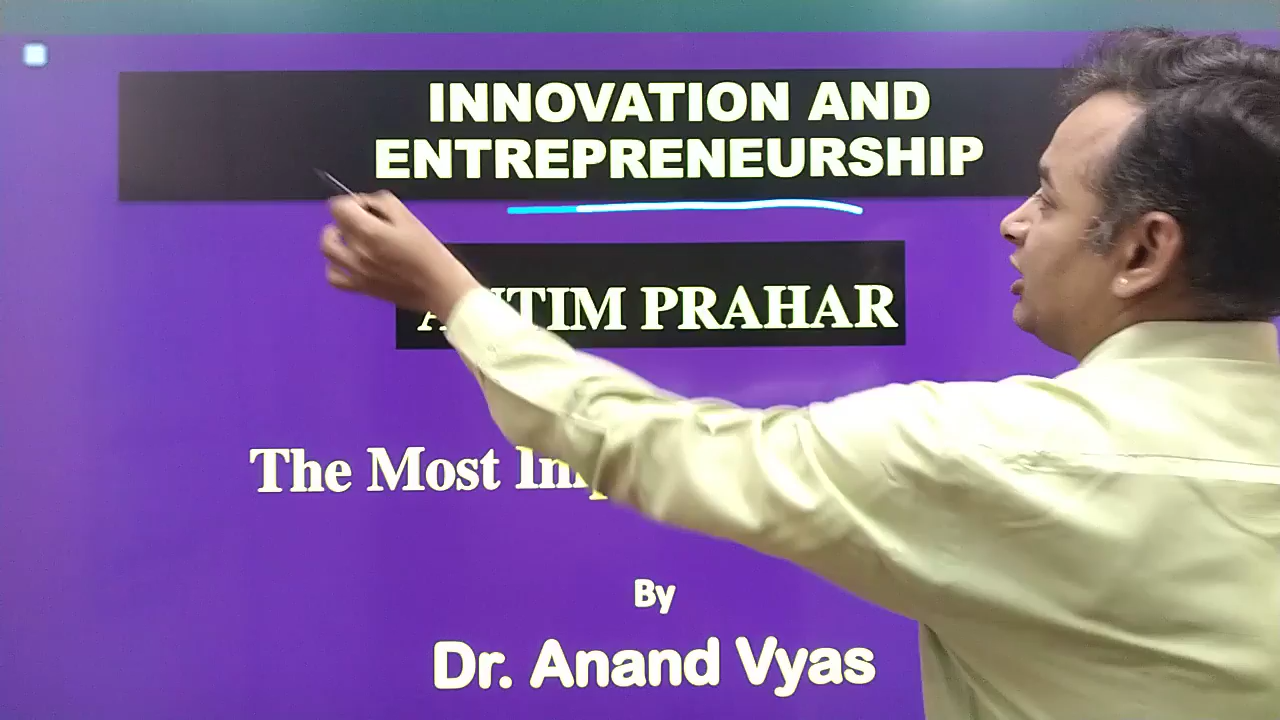 INNOVATION AND
ENTREPRENEURSHIP
PRAHAR
The Most
By
Dr. Anand Vyas